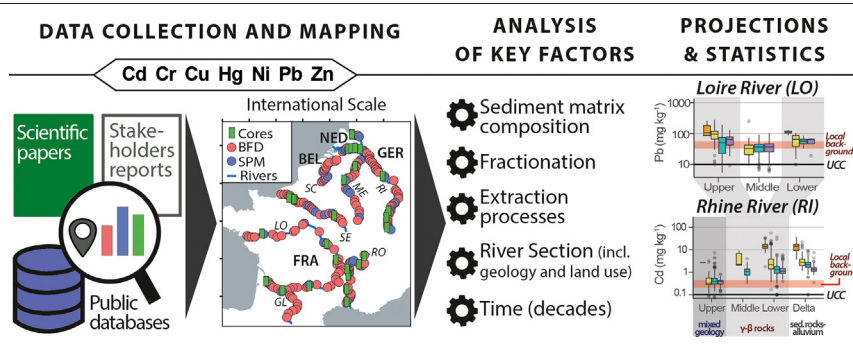 DATA COLLECTION AND MAPPING
Cd Cr Cu Hg Ni Pb Zn
Scientific
papers
Stake-
holders
reports
Public
databases
International Scale
Cores
BFD
SPM
Rivers
NED
BEL
GER
SC
ME
RI
SE
LO
FRA
RO
GL
ANALYSIS
OF KEY FACTORS
Sediment matrix
composition
Fractionation
Extraction
processes
River Section (incl.
geology and land use)
Time (decades)
PROJECTIONS
& STATISTICS
Loire River (LO)
Pb (mg kg⁻¹)
1000
100
10
Local
back-
ground
UCC
Upper Middle Lower
Rhine River (RI)
Cd (mg kg⁻¹)
100
10
1
0.1
Local
back-
ground
UCC
Upper Middle Lower Delta
mixed
geology
γ-β rocks
sed. rocks-
alluvium